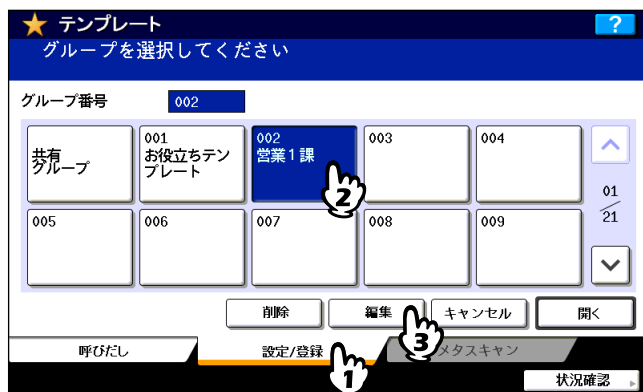 テンプレート
?
グループを選択してください
グループ番号 002
共有
グループ
001
お役立ちテン
プレート
002
営業1課
003
004
01
21
005
006
007
008
009
2
削除
編集
キャンセル
開く
3
呼びだし
設定/登録
メタスキャン
1
状況確認